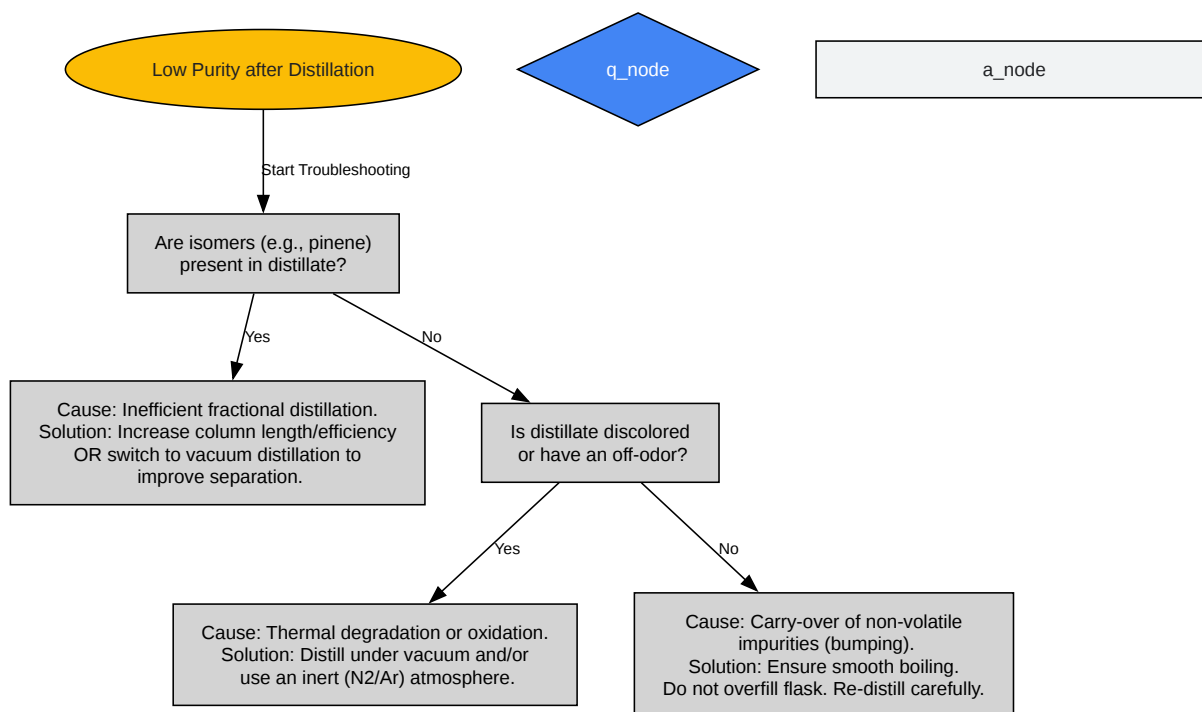 Low Purity after Distillation
q_node
a_node
Start Troubleshooting
Are isomers (e.g., pinene)
present in distillate?
Yes
No
Cause: Inefficient fractional distillation.
Solution: Increase column length/efficiency
OR switch to vacuum distillation to
improve separation.
Is distillate discolored
or have an off-odor?
Yes
No
Cause: Thermal degradation or oxidation.
Solution: Distill under vacuum and/or
use an inert (N2/Ar) atmosphere.
Cause: Carry-over of non-volatile
impurities (bumping).
Solution: Ensure smooth boiling.
Do not overfill flask. Re-distill carefully.